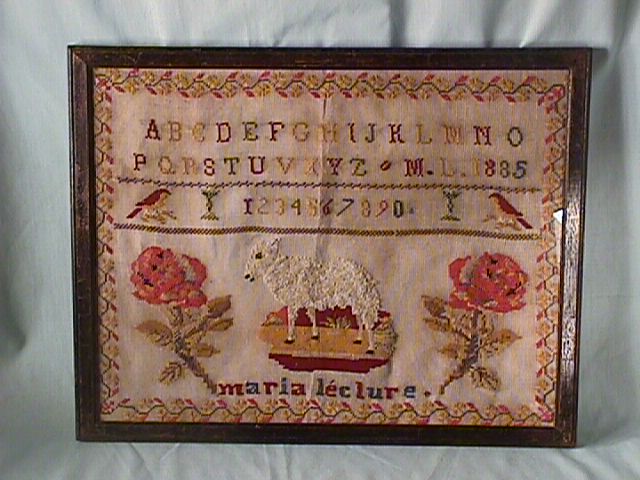 ABCDEFGHIJKLMNO
PQRSTUVXYZ M.L.1885
1234567890.
maria léclure.